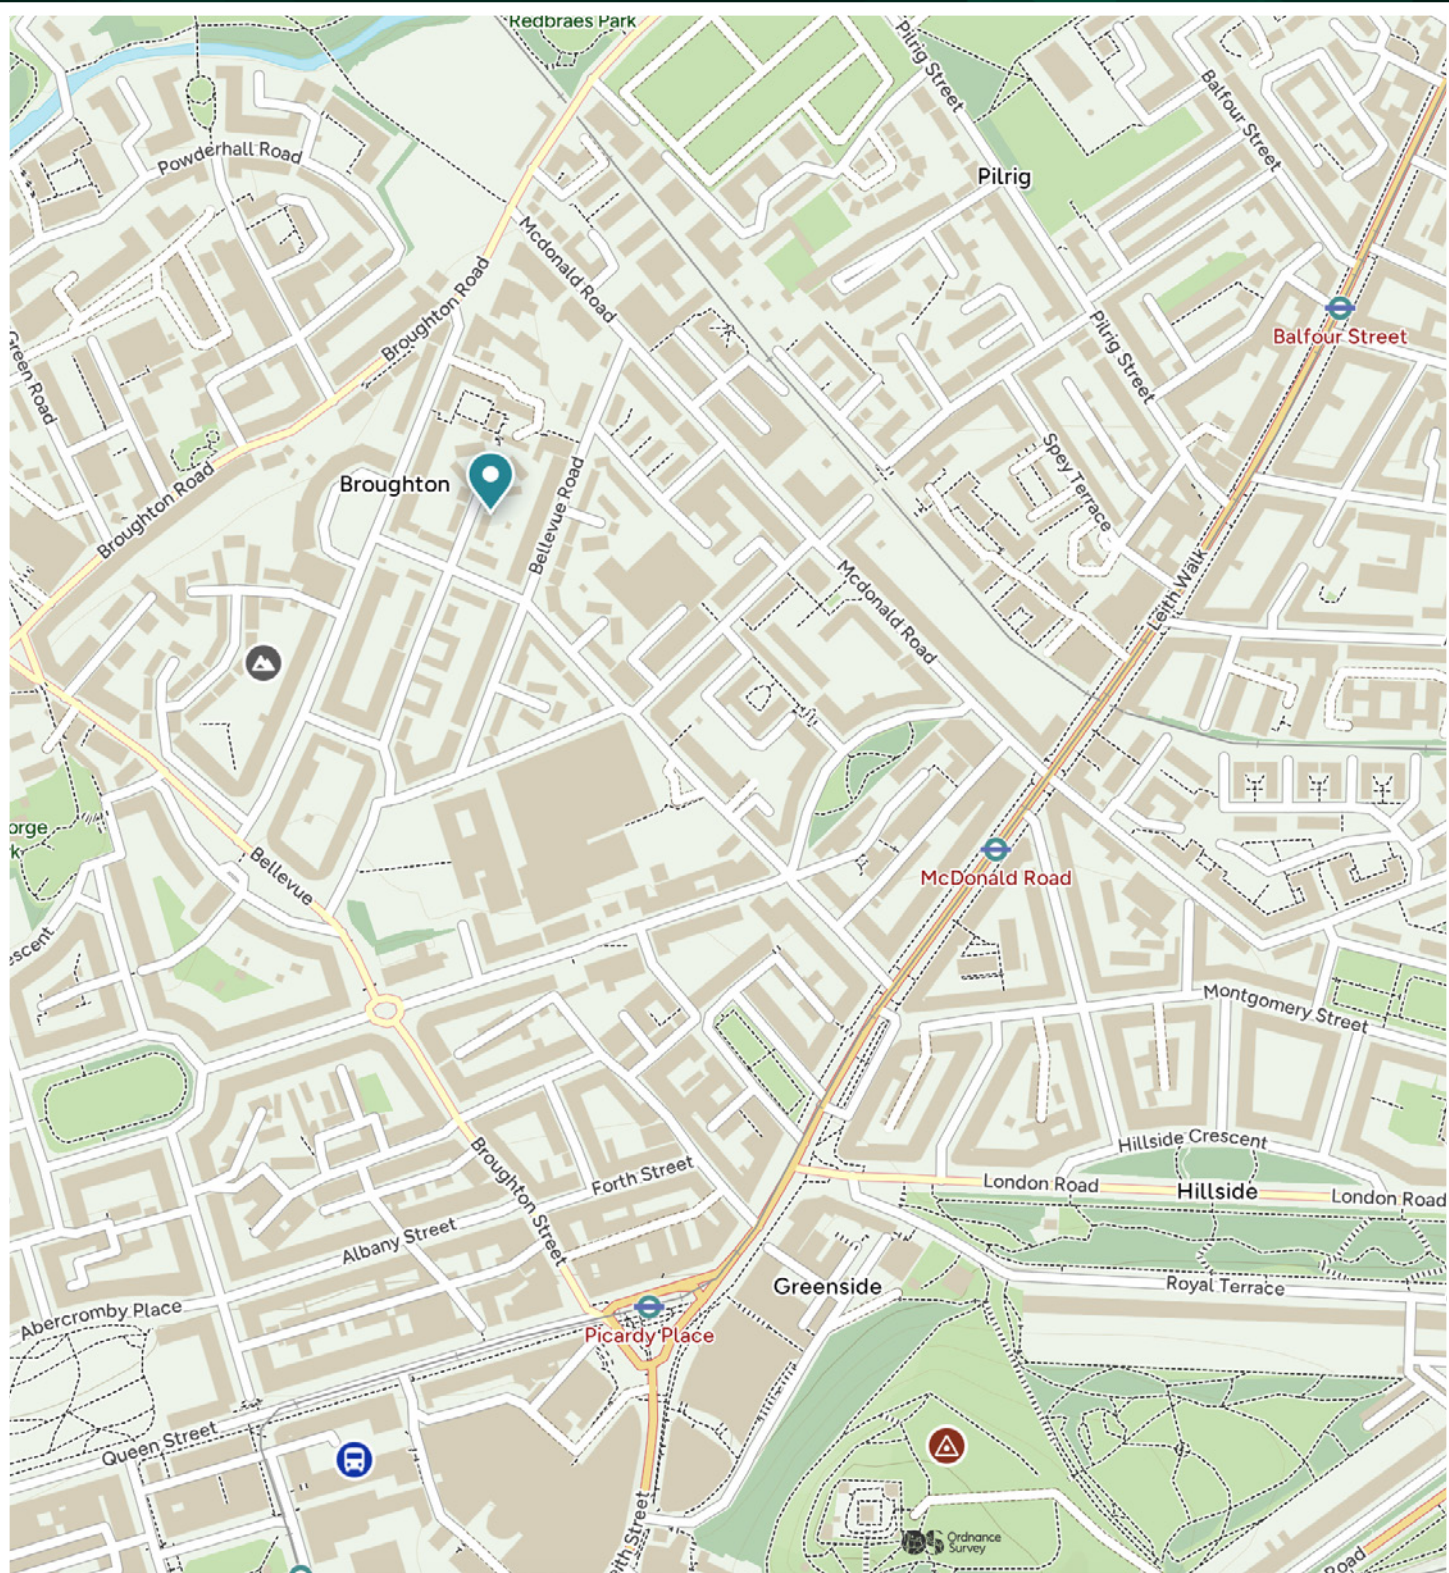 Redbraes Park
Pilrig Street
Balfour Street
Powderhall Road
Pilrig
Mcdonald Road
Broughton Road
Pilrig Street
Balfour Street
Green Road
Spey Terrace
Broughton
Broughton Road
Bellevue Road
Mcdonald Road
Leith Walk
orge
k
Bellevue
McDonald Road
escent
Montgomery Street
Broughton Street
Hillside Crescent
Forth Street
London Road
Hillside
London Road
Albany Street
Greenside
Royal Terrace
Abercromby Place
Picardy Place
Queen Street
eith Street
Ordnance
Survey
Road